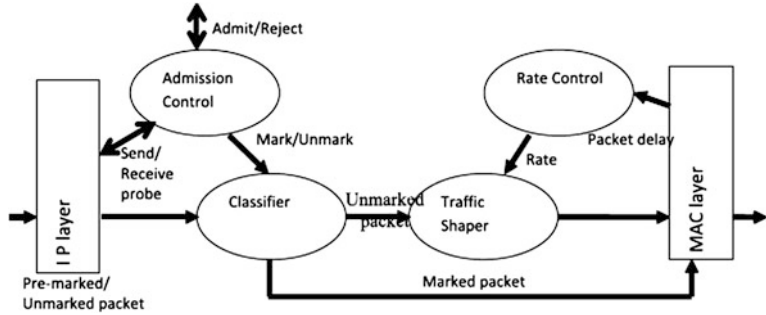 Admit/Reject
Admission
Control
Rate Control
Mark/Unmark
Packet delay
Send/
Receive
probe
Rate
I P layer
Classifier
Unmarked
packet
Traffic
Shaper
MAC layer
Pre-marked/
Unmarked packet
Marked packet